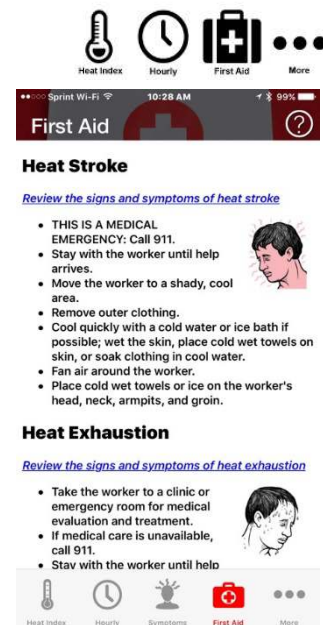 Heat Index Hourly First Aid More
Sprint Wi-Fi 10:28 AM 99%
First Aid ?
Heat Stroke
Review the signs and symptoms of heat stroke
• THIS IS A MEDICAL
EMERGENCY: Call 911.
• Stay with the worker until help
arrives.
• Move the worker to a shady, cool
area.
• Remove outer clothing.
• Cool quickly with a cold water or ice bath if
possible; wet the skin, place cold wet towels on
skin, or soak clothing in cool water.
• Fan air around the worker.
• Place cold wet towels or ice on the worker's
head, neck, armpits, and groin.
Heat Exhaustion
Review the signs and symptoms of heat exhaustion
• Take the worker to a clinic or
emergency room for medical
evaluation and treatment.
• If medical care is unavailable,
call 911.
• Stay with the worker until help
Heat Index Hourly Symptoms First Aid More